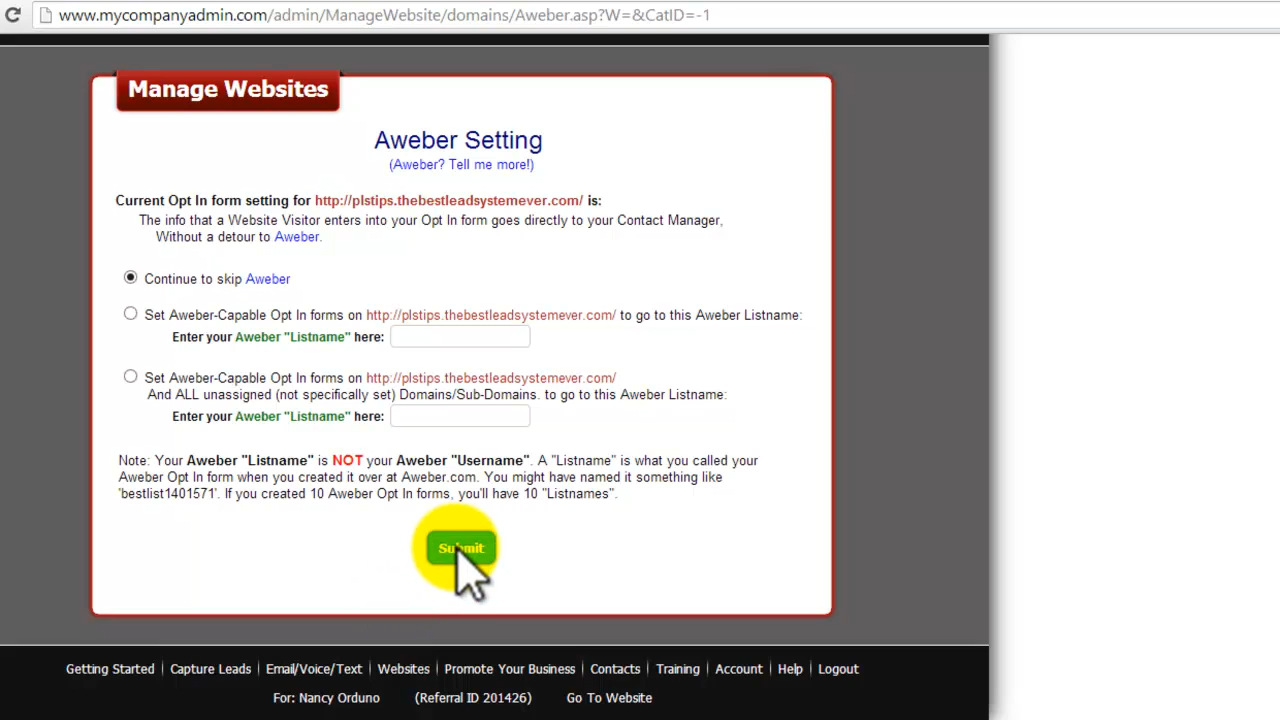 www.mycompanyadmin.com/admin/ManageWebsite/domains/Aweber.asp?W=&CatID=-1
Manage Websites
Aweber Setting
(Aweber? Tell me more!)
Current Opt In form setting for http://plstips.thebestleadsystemever.com/ is:
The info that a Website Visitor enters into your Opt In form goes directly to your Contact Manager,
Without a detour to Aweber.
Continue to skip Aweber
Set Aweber-Capable Opt In forms on http://plstips.thebestleadsystemever.com/ to go to this Aweber Listname:
Enter your Aweber "Listname" here:
Set Aweber-Capable Opt In forms on http://plstips.thebestleadsystemever.com/
And ALL unassigned (not specifically set) Domains/Sub-Domains. to go to this Aweber Listname:
Enter your Aweber "Listname" here:
Note: Your Aweber "Listname" is NOT your Aweber "Username". A "Listname" is what you called your
Aweber Opt In form when you created it over at Aweber.com. You might have named it something like
'bestlist1401571'. If you created 10 Aweber Opt In forms, you'll have 10 "Listnames".
Submit
Getting Started | Capture Leads | Email/Voice/Text | Websites | Promote Your Business | Contacts | Training | Account | Help | Logout
For: Nancy Orduno (Referral ID 201426) Go To Website